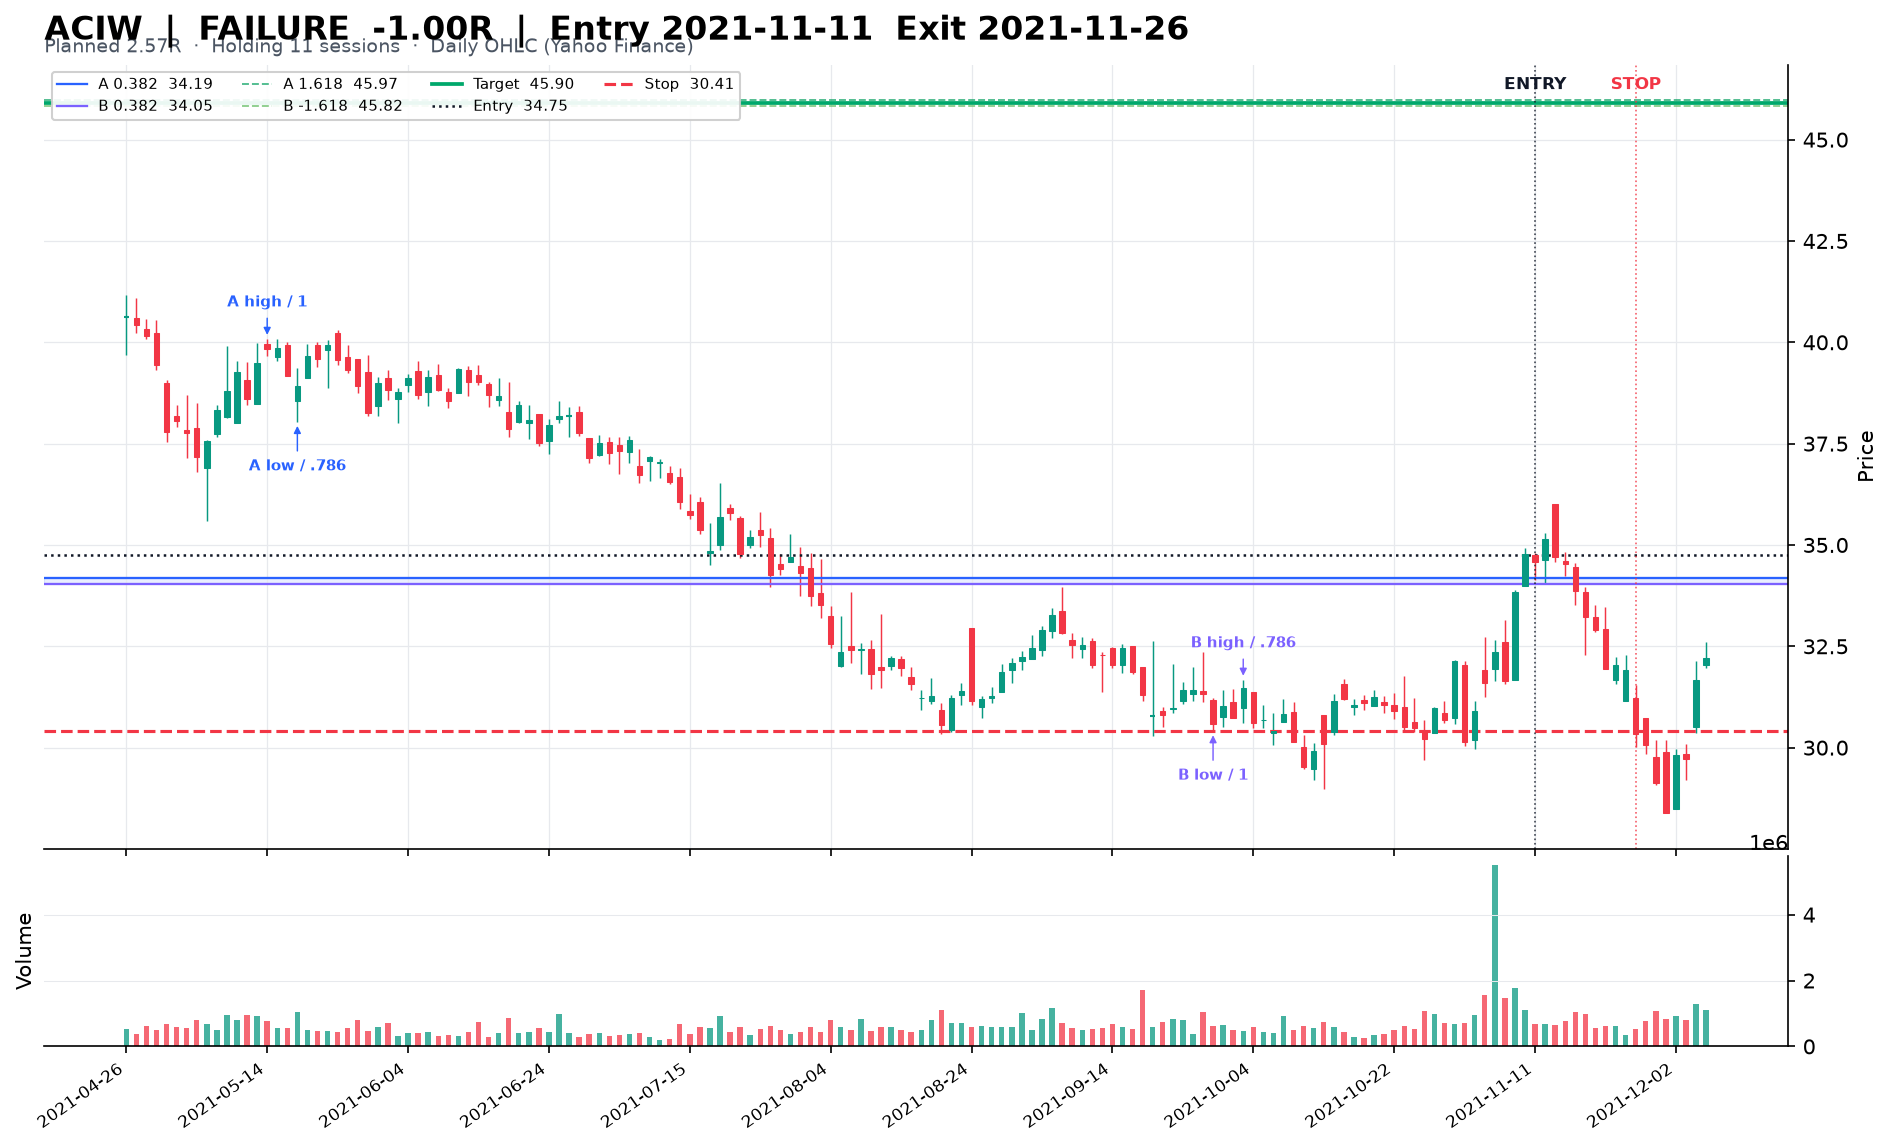 ACIW | FAILURE -1.00R | Entry 2021-11-11 Exit 2021-11-26
Planned 2.57R · Holding 11 sessions · Daily OHLC (Yahoo Finance)
A 0.382 34.19 A 1.618 45.97 Target 45.90 Stop 30.41
B 0.382 34.05 B -1.618 45.82 Entry 34.75
ENTRY STOP
45.0
42.5
A high / 1
40.0
37.5
A low / .786
Price
35.0
B high / .786
32.5
B low / 1
30.0
1e6
Volume
4
2
0
2021-04-26 2021-05-14 2021-06-04 2021-06-24 2021-07-15 2021-08-04 2021-08-24 2021-09-14 2021-10-04 2021-10-22 2021-11-11 2021-12-02